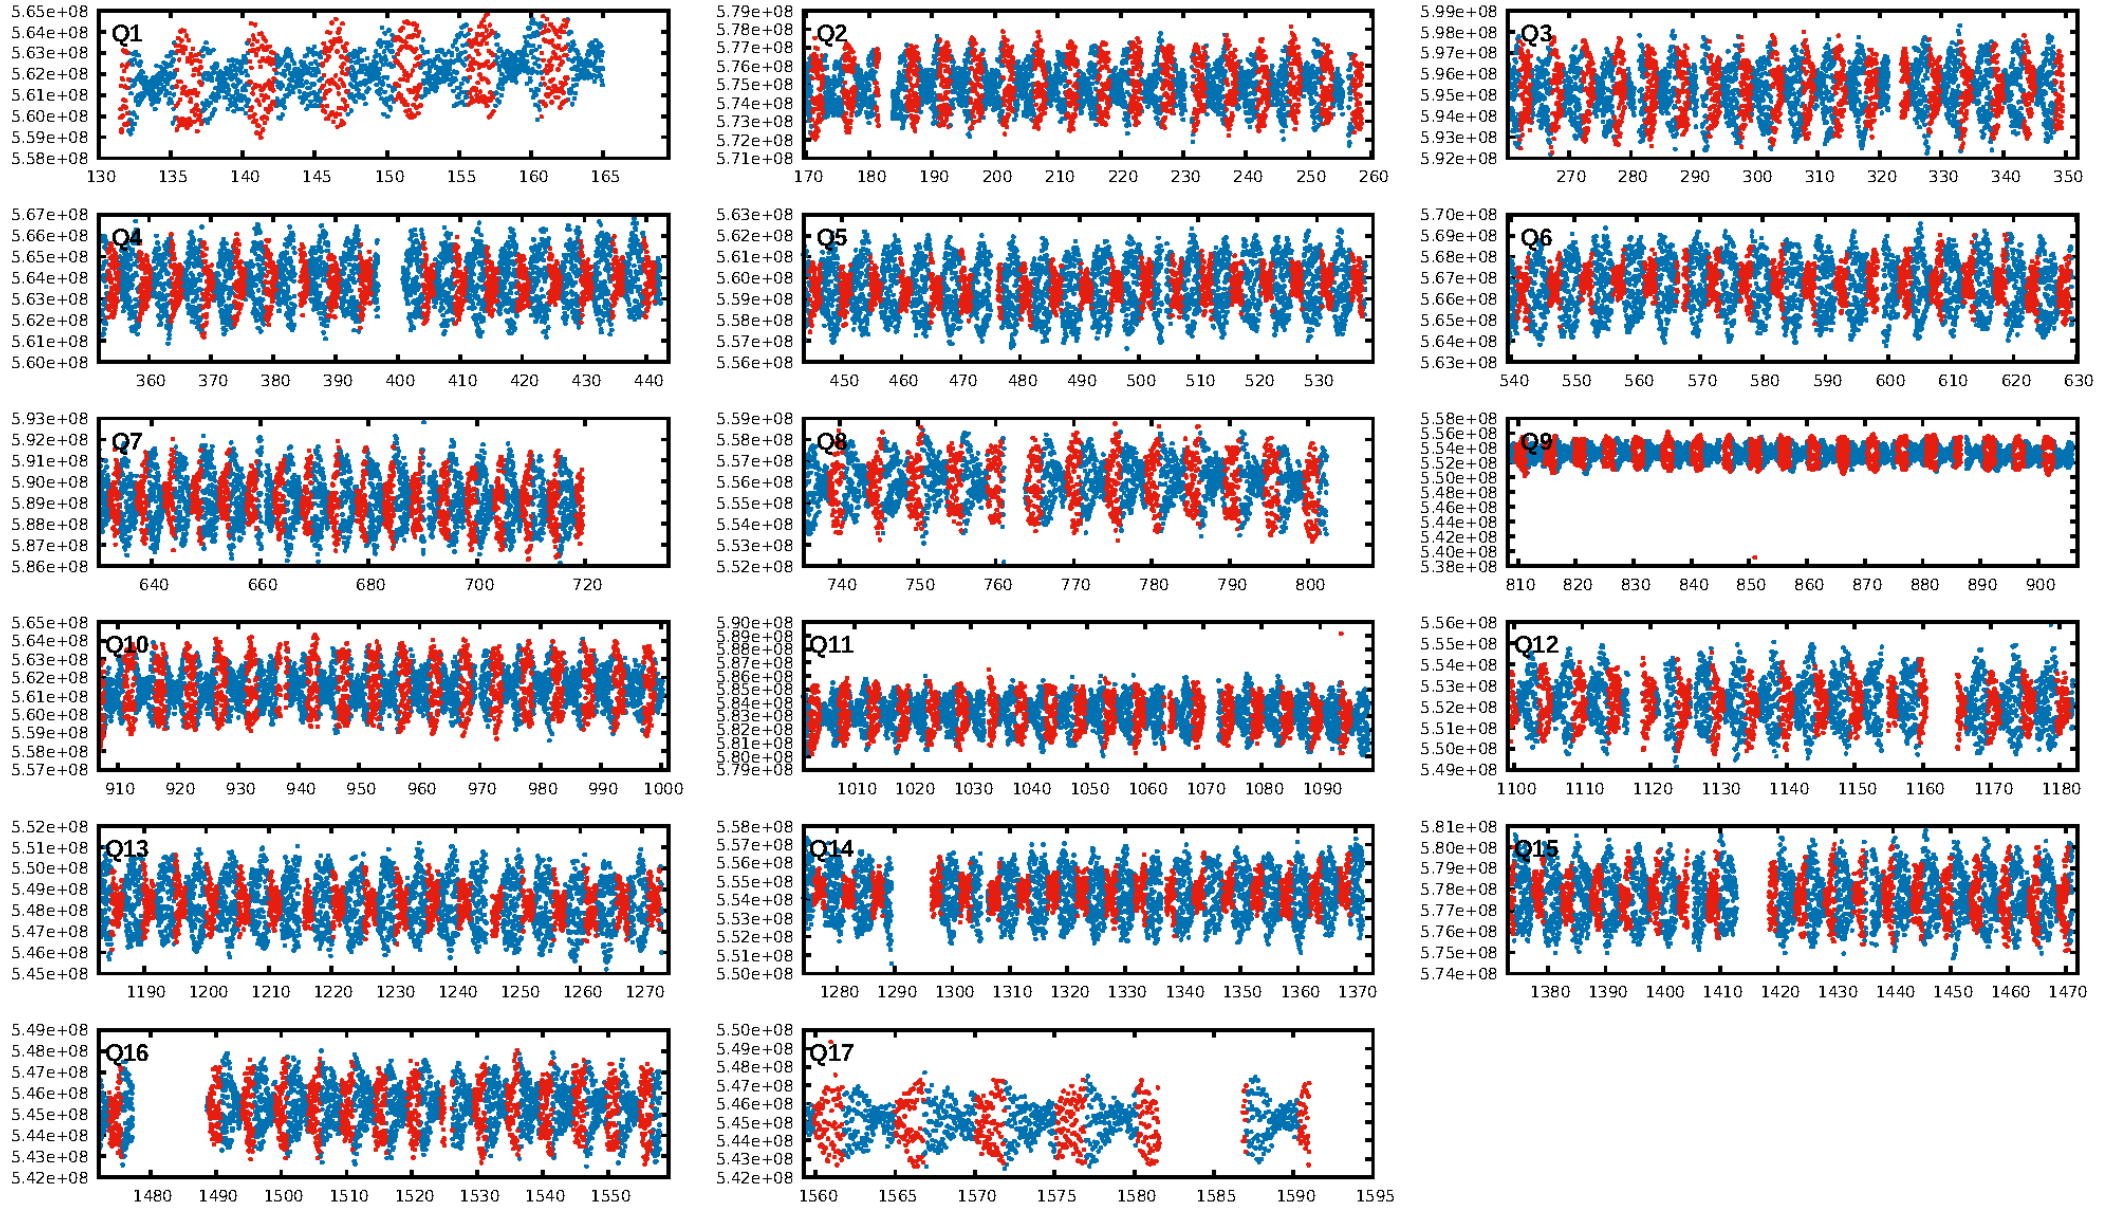 5.65e+08
5.64e+08
5.63e+08
5.62e+08
5.61e+08
5.60e+08
5.59e+08
5.58e+08
Q1
130 135 140 145 150 155 160 165
5.79e+08
5.78e+08
5.77e+08
5.76e+08
5.75e+08
5.74e+08
5.73e+08
5.72e+08
5.71e+08
Q2
170 180 190 200 210 220 230 240 250 260
5.99e+08
5.98e+08
5.97e+08
5.96e+08
5.95e+08
5.94e+08
5.93e+08
5.92e+08
Q3
270 280 290 300 310 320 330 340 350
5.67e+08
5.66e+08
5.65e+08
5.64e+08
5.63e+08
5.62e+08
5.61e+08
5.60e+08
Q4
360 370 380 390 400 410 420 430 440
5.63e+08
5.62e+08
5.61e+08
5.60e+08
5.59e+08
5.58e+08
5.57e+08
5.56e+08
Q5
450 460 470 480 490 500 510 520 530
5.70e+08
5.69e+08
5.68e+08
5.67e+08
5.66e+08
5.65e+08
5.64e+08
5.63e+08
Q6
540 550 560 570 580 590 600 610 620 630
5.93e+08
5.92e+08
5.91e+08
5.90e+08
5.89e+08
5.88e+08
5.87e+08
5.86e+08
Q7
640 660 680 700 720
5.59e+08
5.58e+08
5.57e+08
5.56e+08
5.55e+08
5.54e+08
5.53e+08
5.52e+08
Q8
740 750 760 770 780 790 800
5.58e+08
5.56e+08
5.54e+08
5.52e+08
5.50e+08
5.48e+08
5.46e+08
5.44e+08
5.42e+08
5.40e+08
5.38e+08
Q9
810 820 830 840 850 860 870 880 890 900
5.65e+08
5.64e+08
5.63e+08
5.62e+08
5.61e+08
5.60e+08
5.59e+08
5.58e+08
5.57e+08
Q10
910 920 930 940 950 960 970 980 990 1000
5.90e+08
5.89e+08
5.88e+08
5.87e+08
5.86e+08
5.85e+08
5.84e+08
5.83e+08
5.82e+08
5.81e+08
5.80e+08
5.79e+08
Q11
1010 1020 1030 1040 1050 1060 1070 1080 1090
5.56e+08
5.55e+08
5.54e+08
5.53e+08
5.52e+08
5.51e+08
5.50e+08
5.49e+08
Q12
1100 1110 1120 1130 1140 1150 1160 1170 1180
5.52e+08
5.51e+08
5.50e+08
5.49e+08
5.48e+08
5.47e+08
5.46e+08
5.45e+08
Q13
1190 1200 1210 1220 1230 1240 1250 1260 1270
5.58e+08
5.57e+08
5.56e+08
5.55e+08
5.54e+08
5.53e+08
5.52e+08
5.51e+08
5.50e+08
Q14
1280 1290 1300 1310 1320 1330 1340 1350 1360 1370
5.81e+08
5.80e+08
5.79e+08
5.78e+08
5.77e+08
5.76e+08
5.75e+08
5.74e+08
Q15
1380 1390 1400 1410 1420 1430 1440 1450 1460 1470
5.49e+08
5.48e+08
5.47e+08
5.46e+08
5.45e+08
5.44e+08
5.43e+08
5.42e+08
Q16
1480 1490 1500 1510 1520 1530 1540 1550
5.50e+08
5.49e+08
5.48e+08
5.47e+08
5.46e+08
5.45e+08
5.44e+08
5.43e+08
5.42e+08
Q17
1560 1565 1570 1575 1580 1585 1590 1595